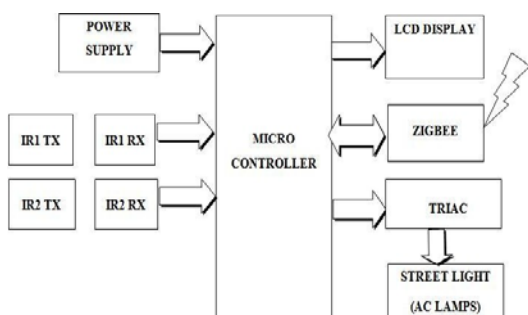 POWER
SUPPLY
LCD DISPLAY
IR1 TX
IR1 RX
MICRO
CONTROLLER
ZIGBEE
IR2 TX
IR2 RX
TRIAC
STREET LIGHT
(AC LAMPS)